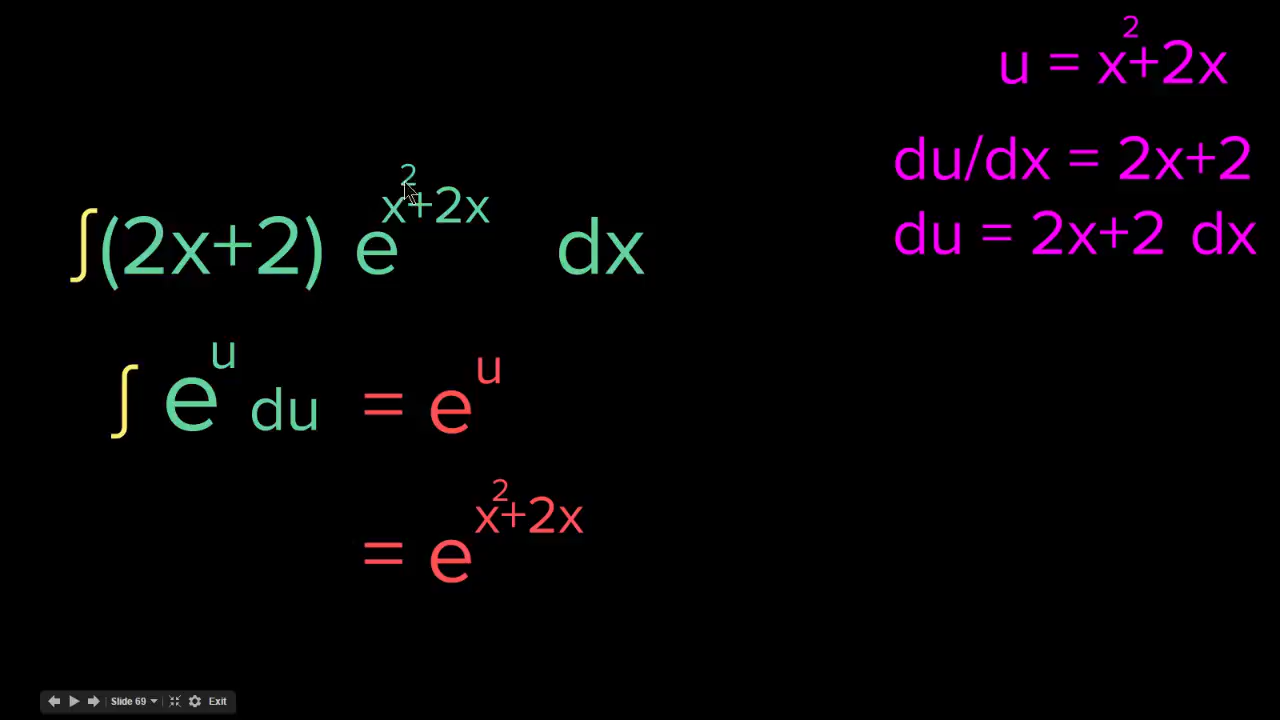 u = x²+2x
du/dx = 2x+2
du = 2x+2 dx
∫(2x+2) e^{x²+2x} dx
∫ e^u du = e^u
= e^{x²+2x}
Slide 69 Exit